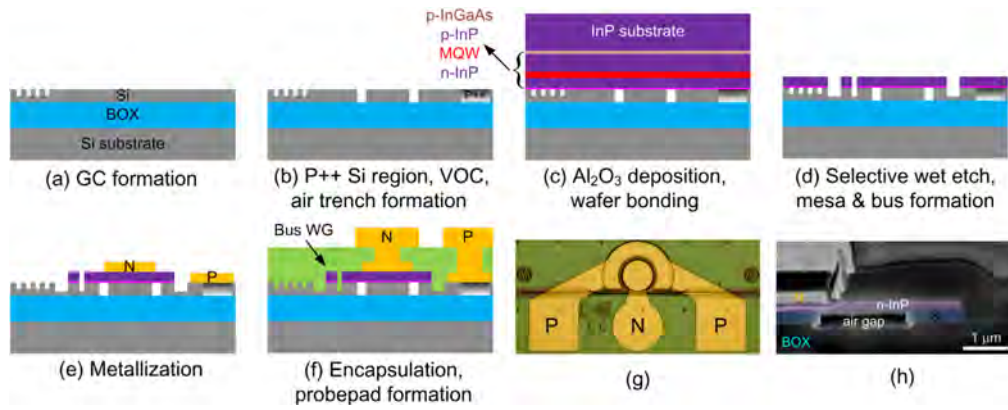 p-InGaAs
p-InP
MQW
n-InP
InP substrate
Si
BOX
Si substrate
P++
(a) GC formation
(b) P++ Si region, VOC,
air trench formation
(c) Al₂O₃ deposition,
wafer bonding
(d) Selective wet etch,
mesa & bus formation
N
P
(e) Metallization
Bus WG
N
P
(f) Encapsulation,
probepad formation
P
N
P
(g)
n-InP
air gap
BOX
1 μm
(h)